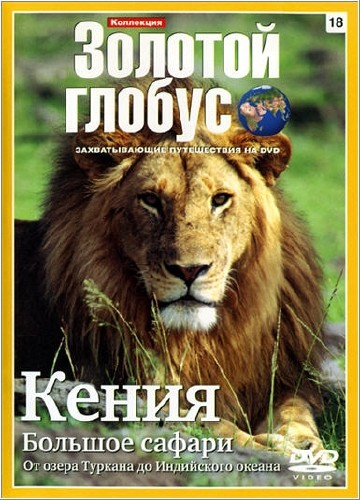 Коллекция
18
Золотой
глобус
ЗАХВАТЫВАЮЩИЕ ПУТЕШЕСТВИЯ НА DVD
Кения
Большое сафари
От озера Туркана до Индийского океана
DVD
VIDEO